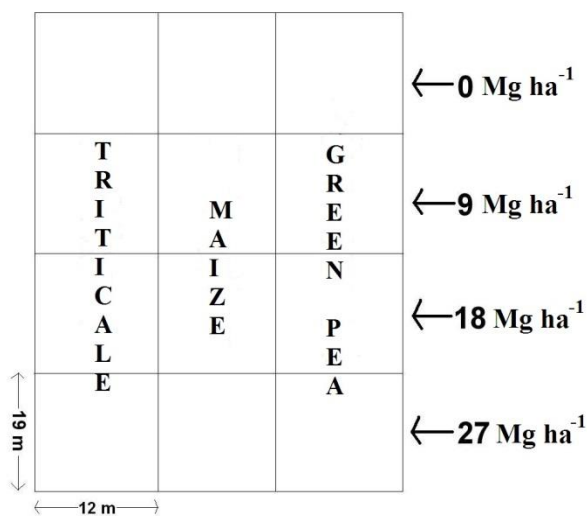 0 Mg ha⁻¹
TRITICALE
MAIZE
GREEN PEA
9 Mg ha⁻¹
18 Mg ha⁻¹
27 Mg ha⁻¹
19 m
12 m